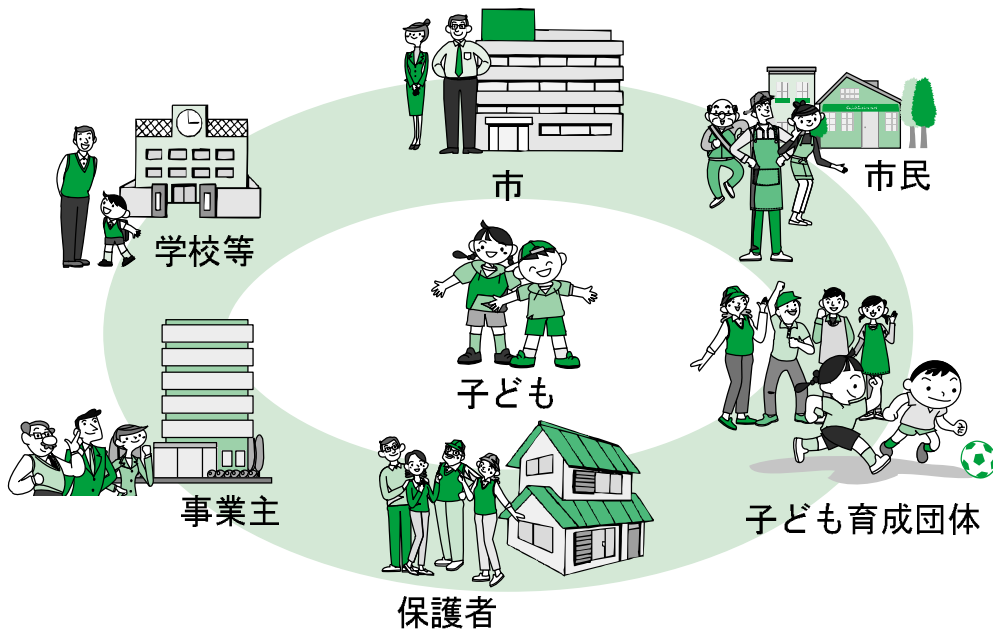 市
市民
学校等
子ども
事業主
子ども育成団体
保護者